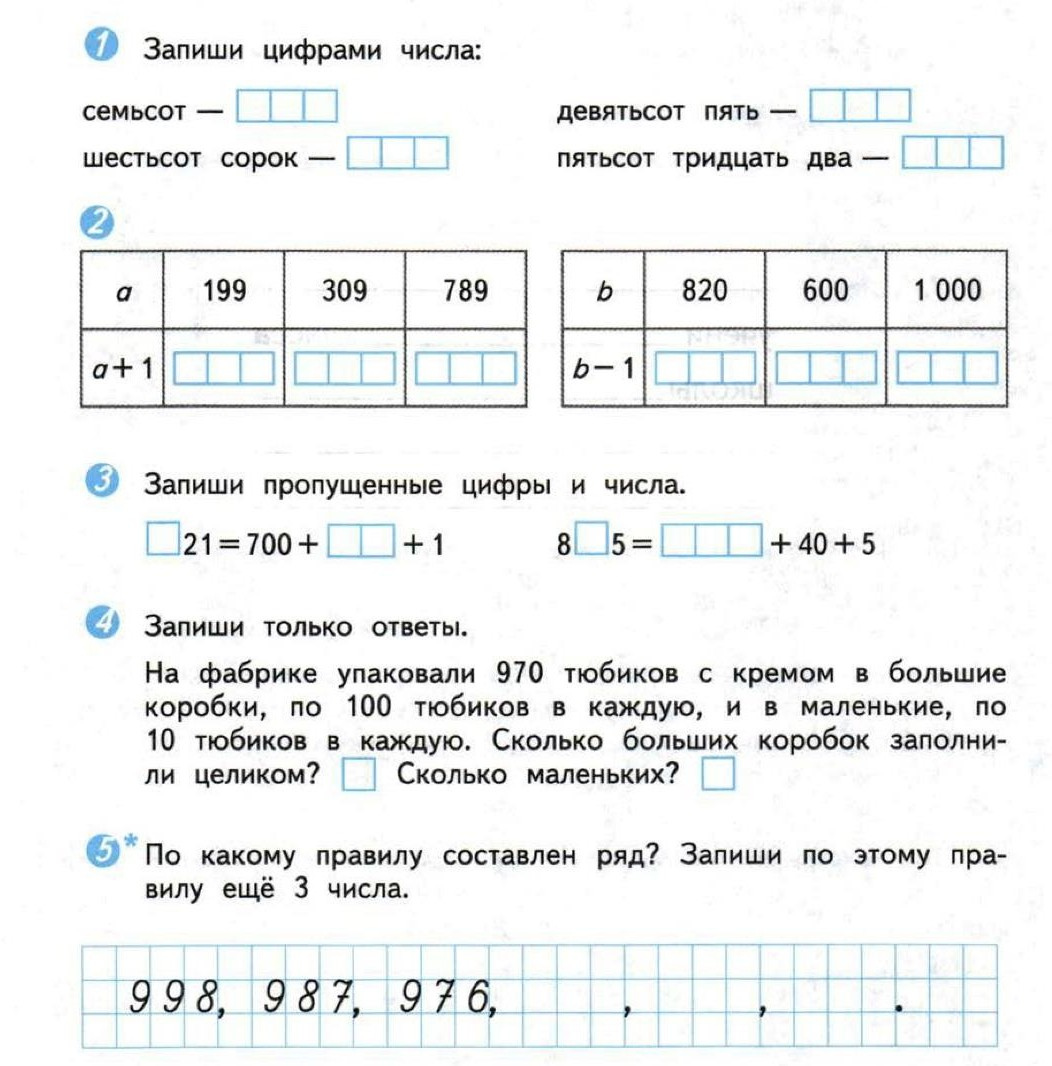 1 Запиши цифрами числа:
семьсот — девятьсот пять —
шестьсот сорок — пятьсот тридцать два —
2
a 199 309 789 b 820 600 1 000
a + 1 b − 1
3 Запиши пропущенные цифры и числа.
21 = 700 + + 1 8 5 = + 40 + 5
4 Запиши только ответы.
На фабрике упаковали 970 тюбиков с кремом в большие
коробки, по 100 тюбиков в каждую, и в маленькие, по
10 тюбиков в каждую. Сколько больших коробок заполни-
ли целиком? Сколько маленьких?
5* По какому правилу составлен ряд? Запиши по этому пра-
вилу ещё 3 числа.
998, 987, 976, , , .